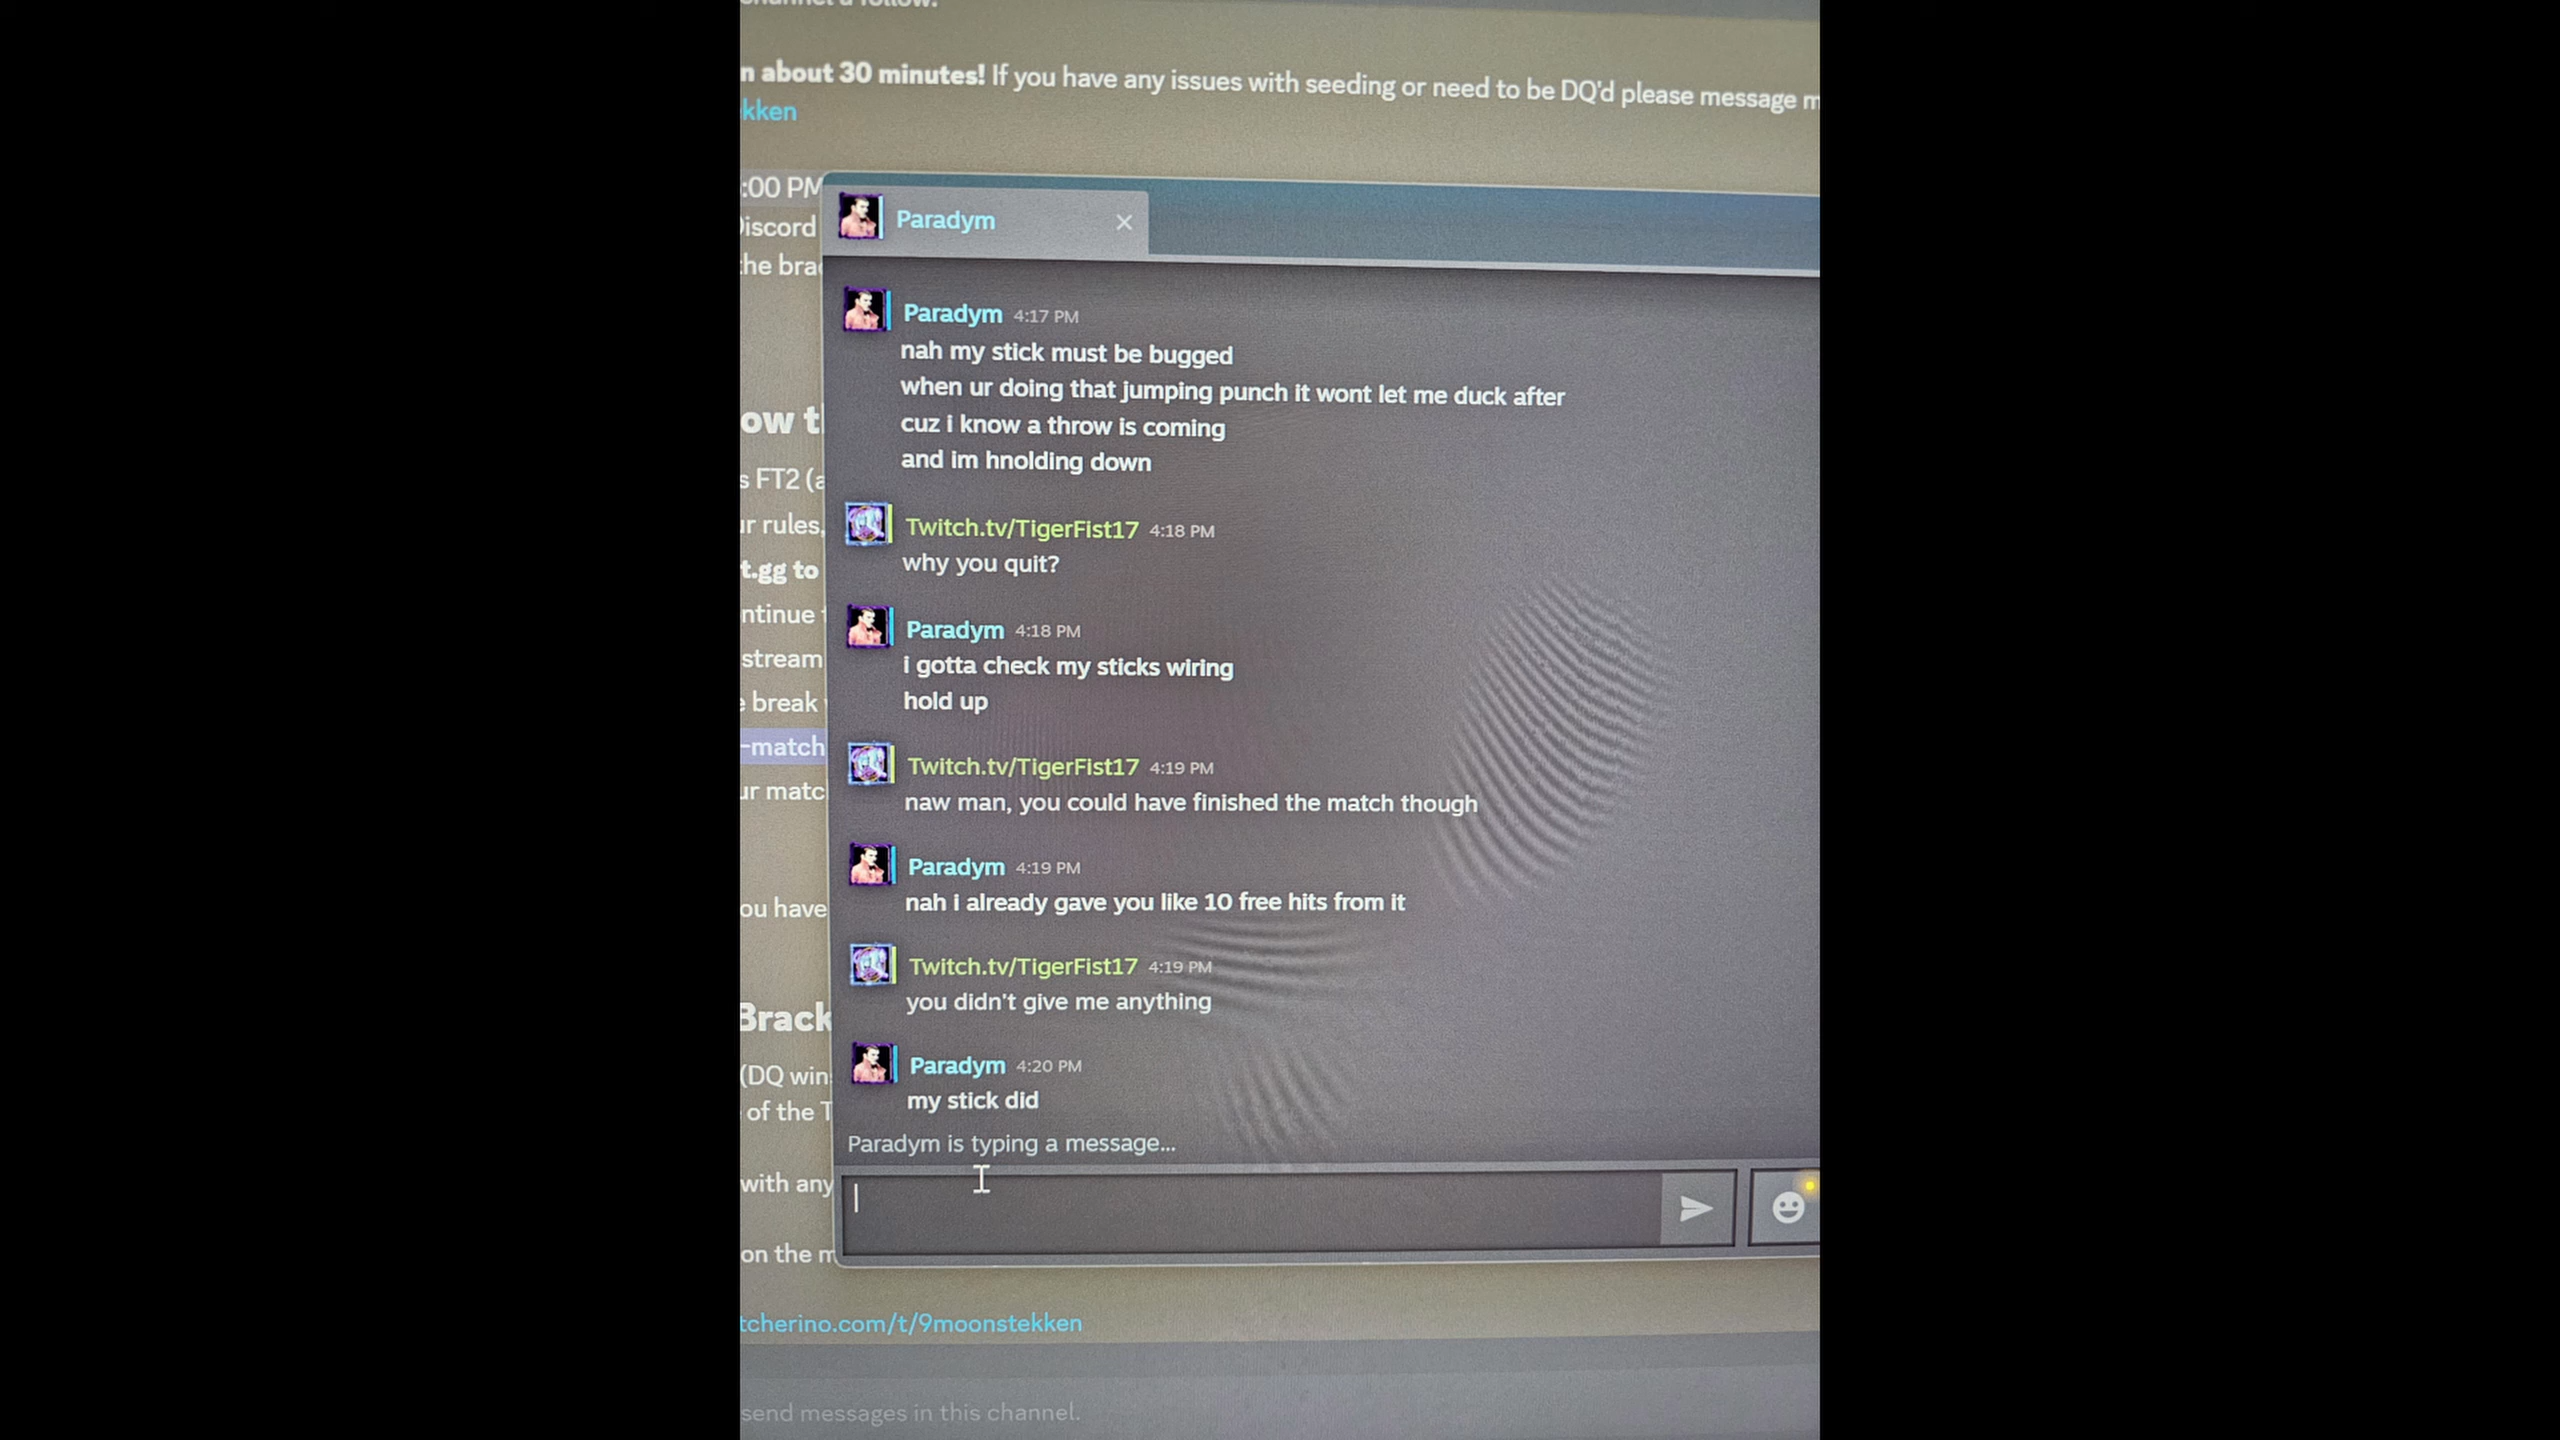 channel a follow.
n about 30 minutes! If you have any issues with seeding or need to be DQ'd please message m
kken
:00 PM
Discord
the brac
Paradym
Paradym 4:17 PM
nah my stick must be bugged
when ur doing that jumping punch it wont let me duck after
cuz i know a throw is coming
and im hnolding down
Twitch.tv/TigerFist17 4:18 PM
why you quit?
Paradym 4:18 PM
i gotta check my sticks wiring
hold up
Twitch.tv/TigerFist17 4:19 PM
naw man, you could have finished the match though
Paradym 4:19 PM
nah i already gave you like 10 free hits from it
Twitch.tv/TigerFist17 4:19 PM
you didn't give me anything
Paradym 4:20 PM
my stick did
Paradym is typing a message...
ow t
s FT2 (a
ur rules,
t.gg to
ntinue t
stream
e break
-match
ur matc
ou have
Brack
(DQ win
of the T
with any
on the m
tcherino.com/t/9moonstekken
send messages in this channel.